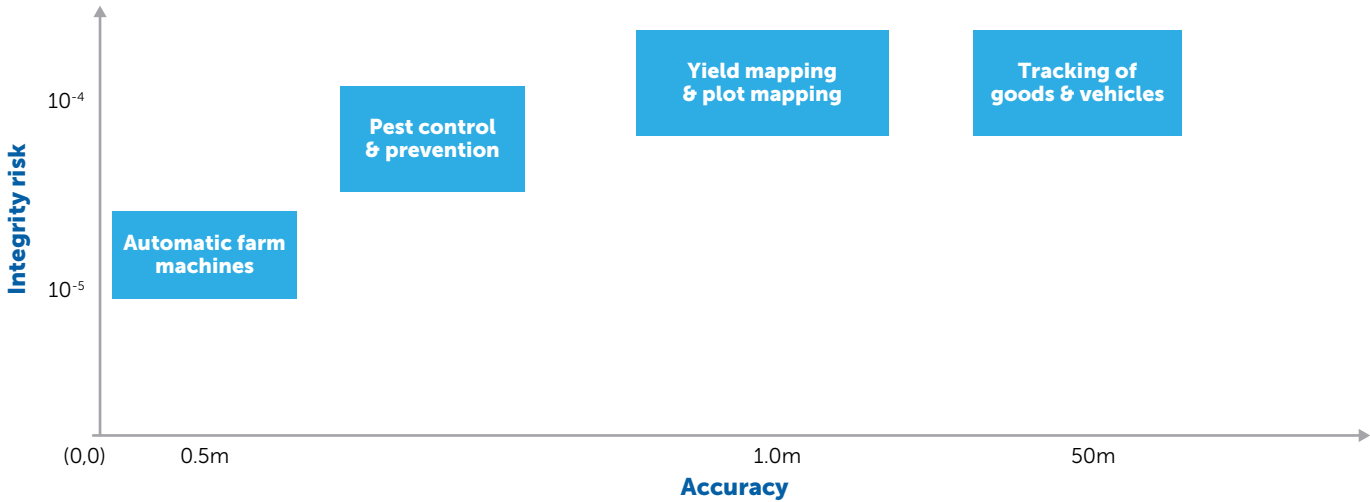 Yield mapping
& plot mapping
Tracking of
goods & vehicles
10⁻⁴
Pest control
& prevention
Integrity risk
Automatic farm
machines
10⁻⁵
(0,0)
0.5m
1.0m
50m
Accuracy